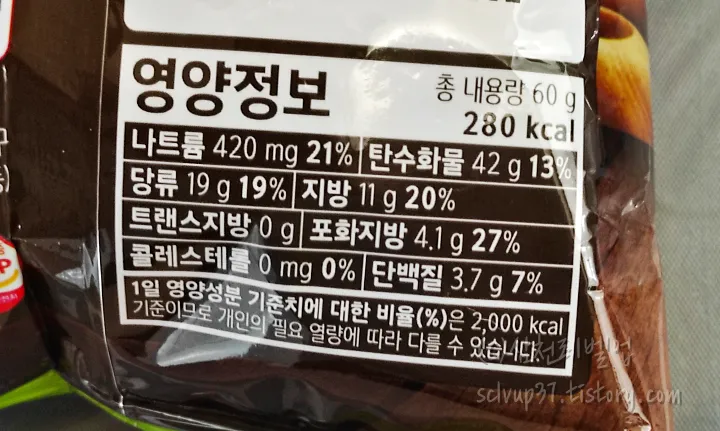 영양정보
총 내용량 60 g
280 kcal
나트륨 420 mg 21% 탄수화물 42 g 13%
당류 19 g 19% 지방 11 g 20%
트랜스지방 0 g 포화지방 4.1 g 27%
콜레스테롤 0 mg 0% 단백질 3.7 g 7%
1일 영양성분 기준치에 대한 비율(%)은 2,000 kcal
기준이므로 개인의 필요 열량에 따라 다를 수 있습니다.
selvup37.tistory.com